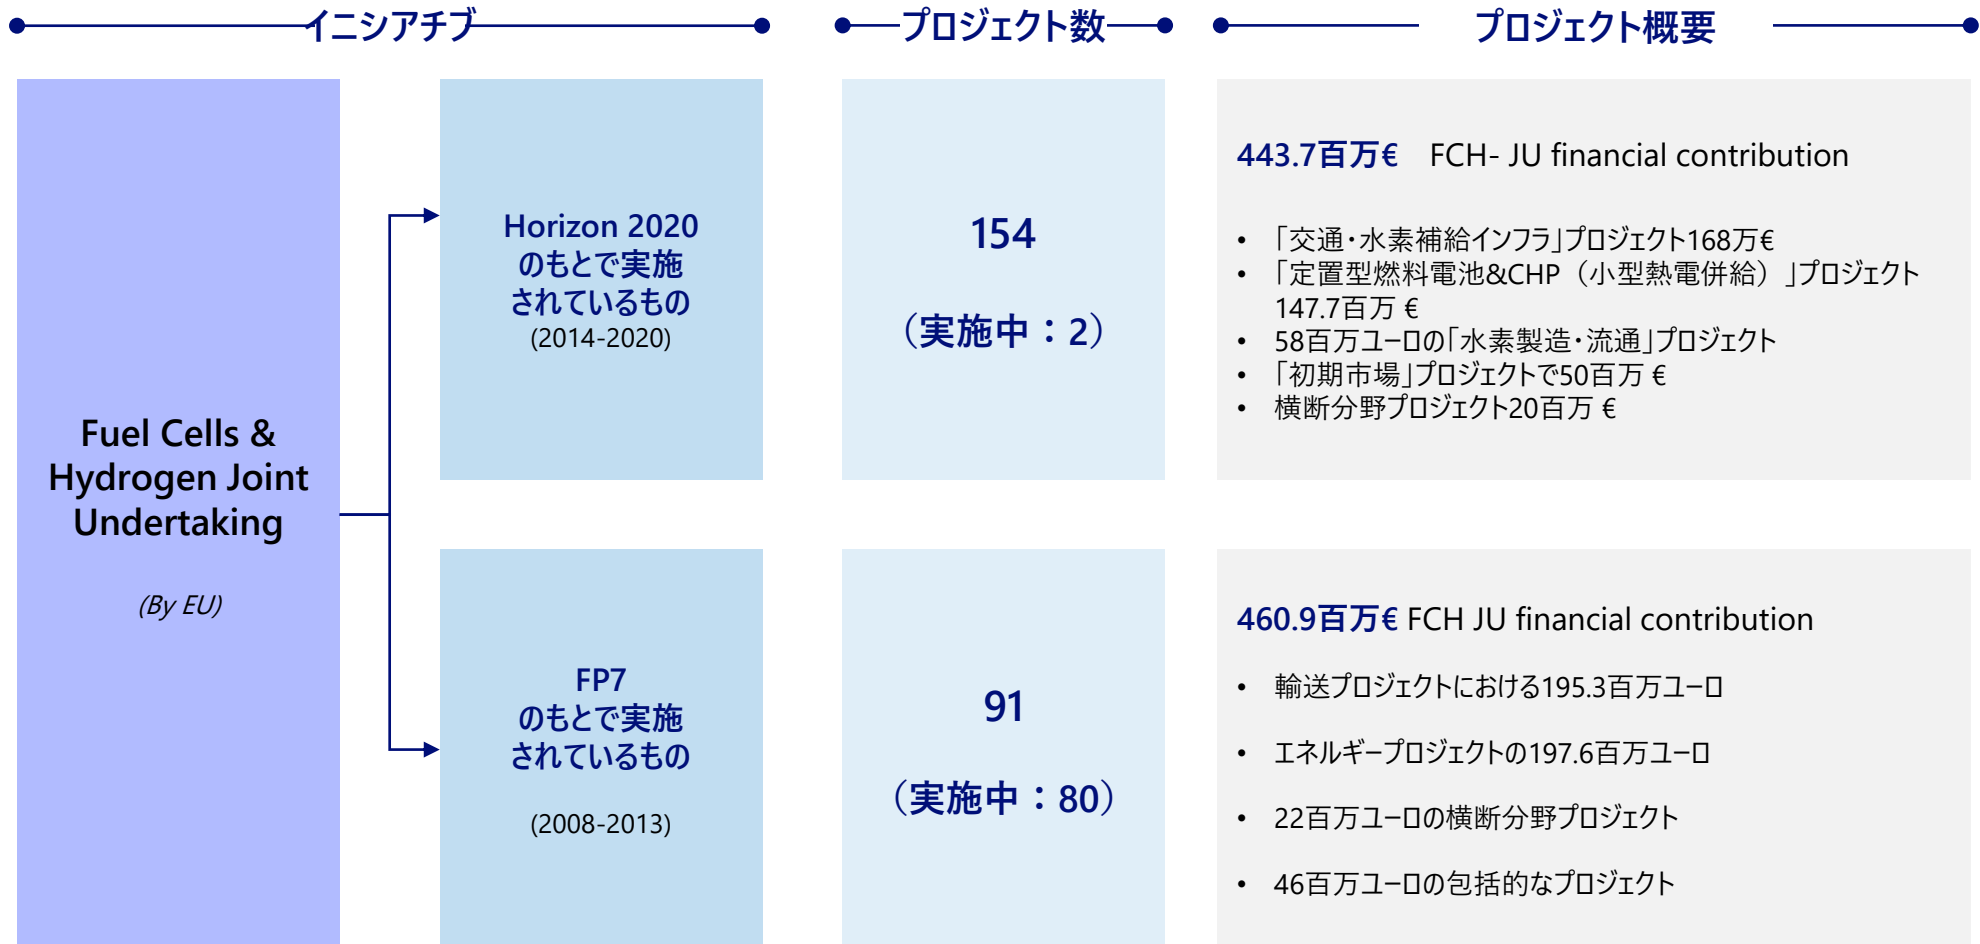 イニシアチブ
プロジェクト数
プロジェクト概要
Fuel Cells &
Hydrogen Joint
Undertaking
(By EU)
Horizon 2020
のもとで実施
されているもの
(2014-2020)
154
（実施中：2）
443.7百万€ FCH- JU financial contribution
• 「交通・水素補給インフラ」プロジェクト168万€
• 「定置型燃料電池&CHP（小型熱電併給）」プロジェクト
147.7百万 €
• 58百万ユーロの「水素製造・流通」プロジェクト
• 「初期市場」プロジェクトで50百万 €
• 横断分野プロジェクト20百万 €
FP7
のもとで実施
されているもの
(2008-2013)
91
（実施中：80）
460.9百万€ FCH JU financial contribution
• 輸送プロジェクトにおける195.3百万ユーロ
• エネルギープロジェクトの197.6百万ユーロ
• 22百万ユーロの横断分野プロジェクト
• 46百万ユーロの包括的なプロジェクト